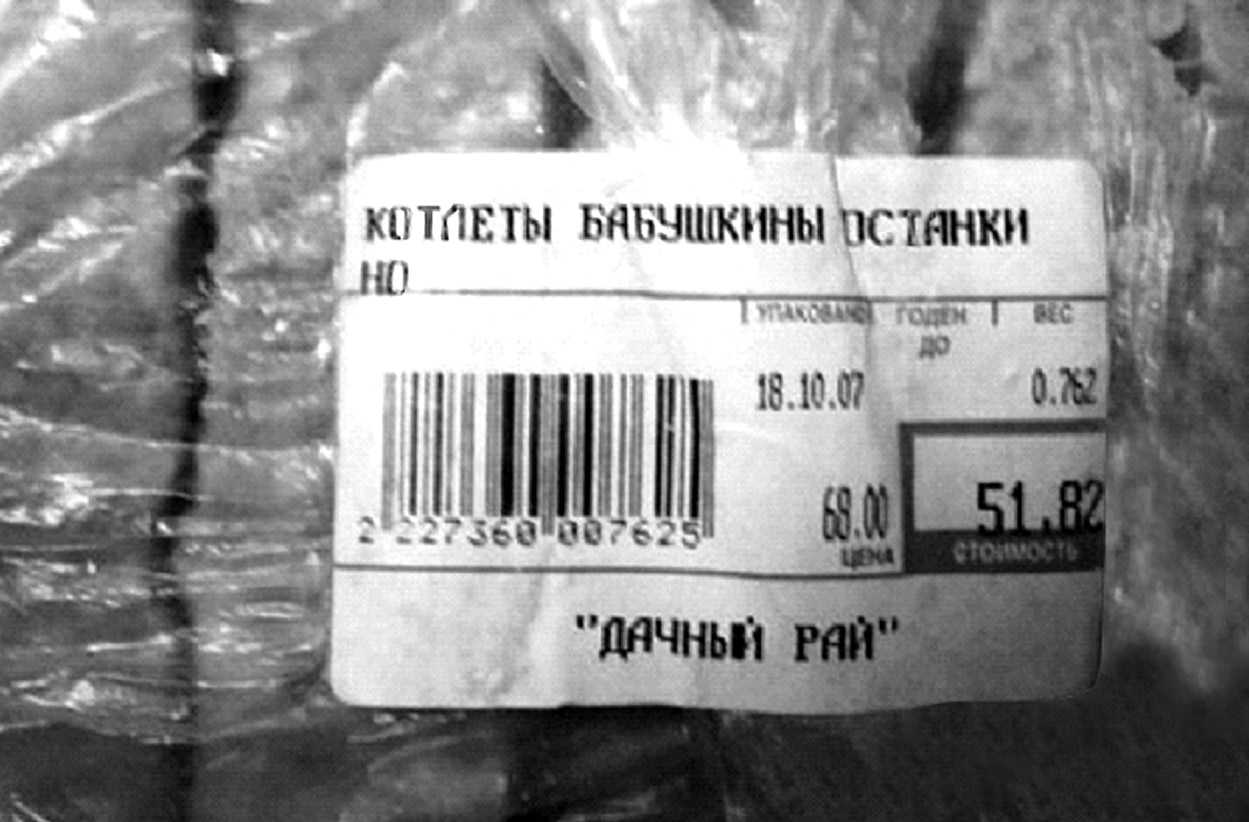 КОТЛЕТЫ БАБУШКИНЫ ОСТАНКИ
НО
УПАКОВАНО ГОДЕН ДО ВЕС
18.10.07 0.762
68.00 51.82
2 227360 007625
ЦЕНА СТОИМОСТЬ
"ДАЧНЫЙ РАЙ"